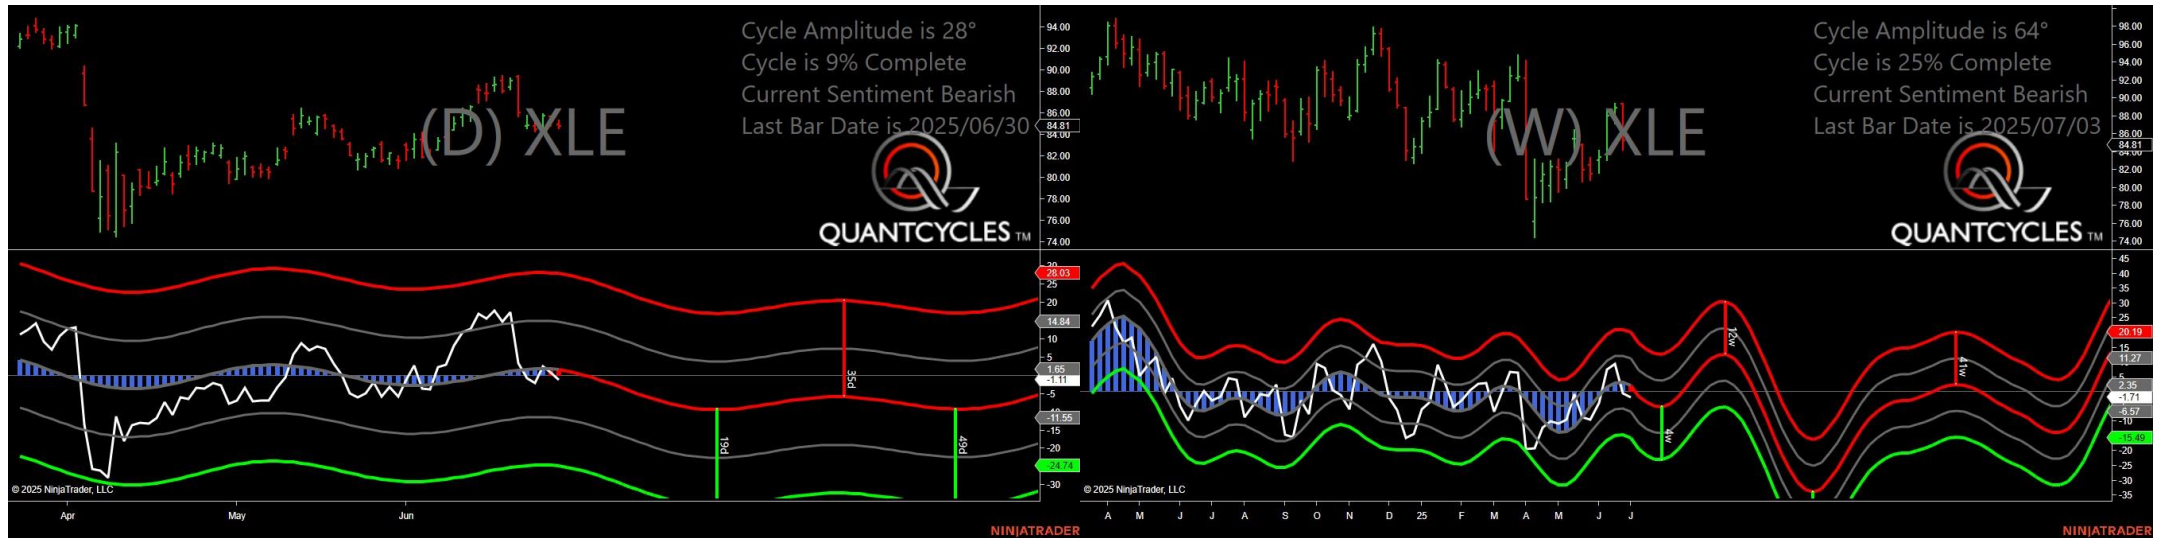 Cycle Amplitude is 28°
Cycle is 9% Complete
Current Sentiment Bearish
Last Bar Date is 2025/06/30
(D) XLE
QUANTCYCLES TM
94.00
92.00
90.00
88.00
86.00
84.81
84.00
82.00
80.00
78.00
76.00
74.00
28.03
25
20
14.84
10
5
1.65
-1.11
-5
-11.55
-15
-20
-24.74
-30
35d
19d
49d
© 2025 NinjaTrader, LLC
Apr May Jun
NINJATRADER
Cycle Amplitude is 64°
Cycle is 25% Complete
Current Sentiment Bearish
Last Bar Date is 2025/07/03
(W) XLE
QUANTCYCLES TM
98.00
96.00
94.00
92.00
90.00
88.00
86.00
84.81
82.00
80.00
78.00
76.00
74.00
45
40
35
30
25
20.19
15
11.27
5
2.35
-1.71
-6.57
-10
-15.49
-20
-25
-30
-35
12w
41w
4w
© 2025 NinjaTrader, LLC
A M J J A S O N D 25 F M A M J J
NINJATRADER